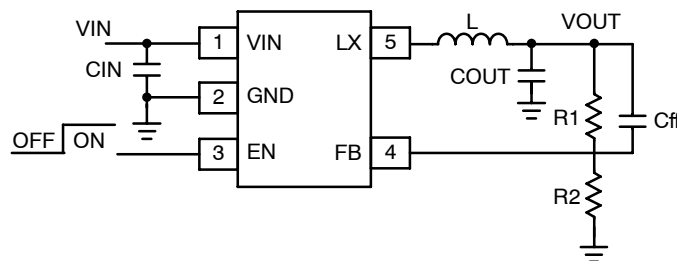 VIN
CIN
1
VIN
LX
5
L
VOUT
COUT
2
GND
R1
Cff
OFF
ON
3
EN
FB
4
R2